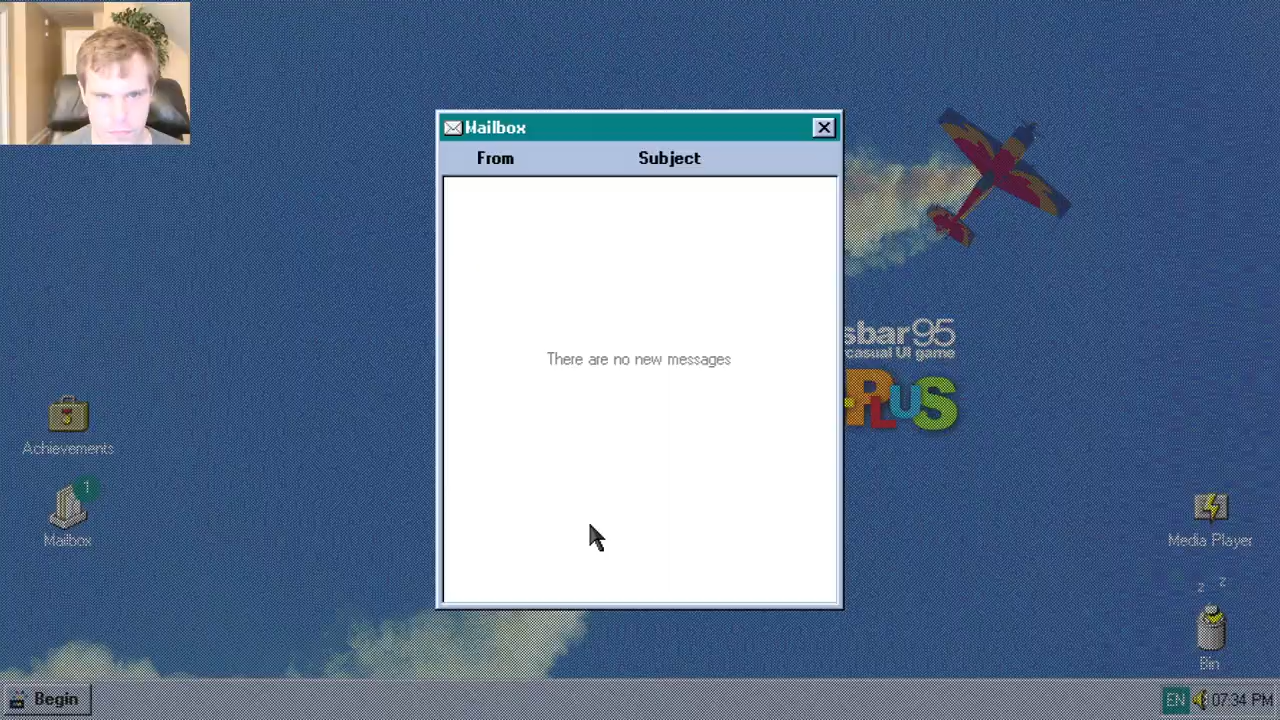 Mailbox
From Subject
There are no new messages
sbar95
casual UI game
PLUS
Achievements
1
Mailbox
Media Player
z z
Bin
Begin
EN 07:34 PM